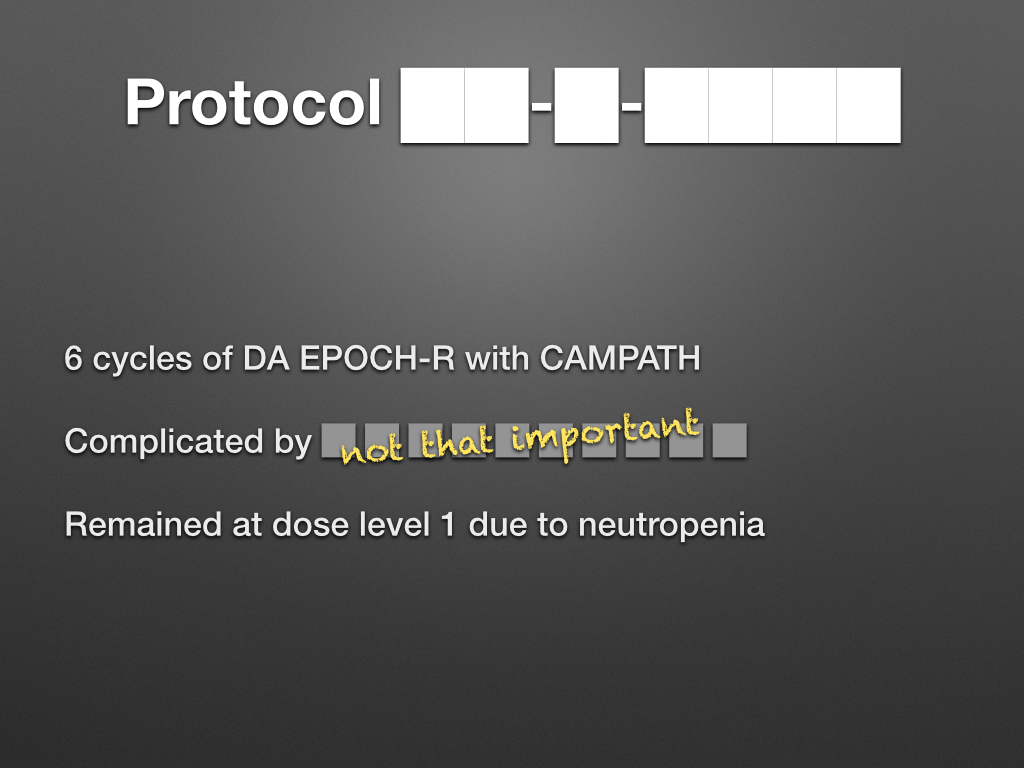 Protocol ██-█-████
6 cycles of DA EPOCH-R with CAMPATH
Complicated by not that important
Remained at dose level 1 due to neutropenia